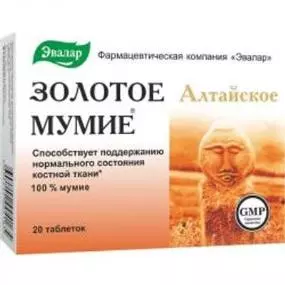 Эвалар
Фармацевтическая компания «Эвалар»
ЗОЛОТОЕ Алтайское
МУМИЕ®
Способствует поддержанию
нормального состояния
костной ткани*
100 % мумие
GMP
20 таблеток